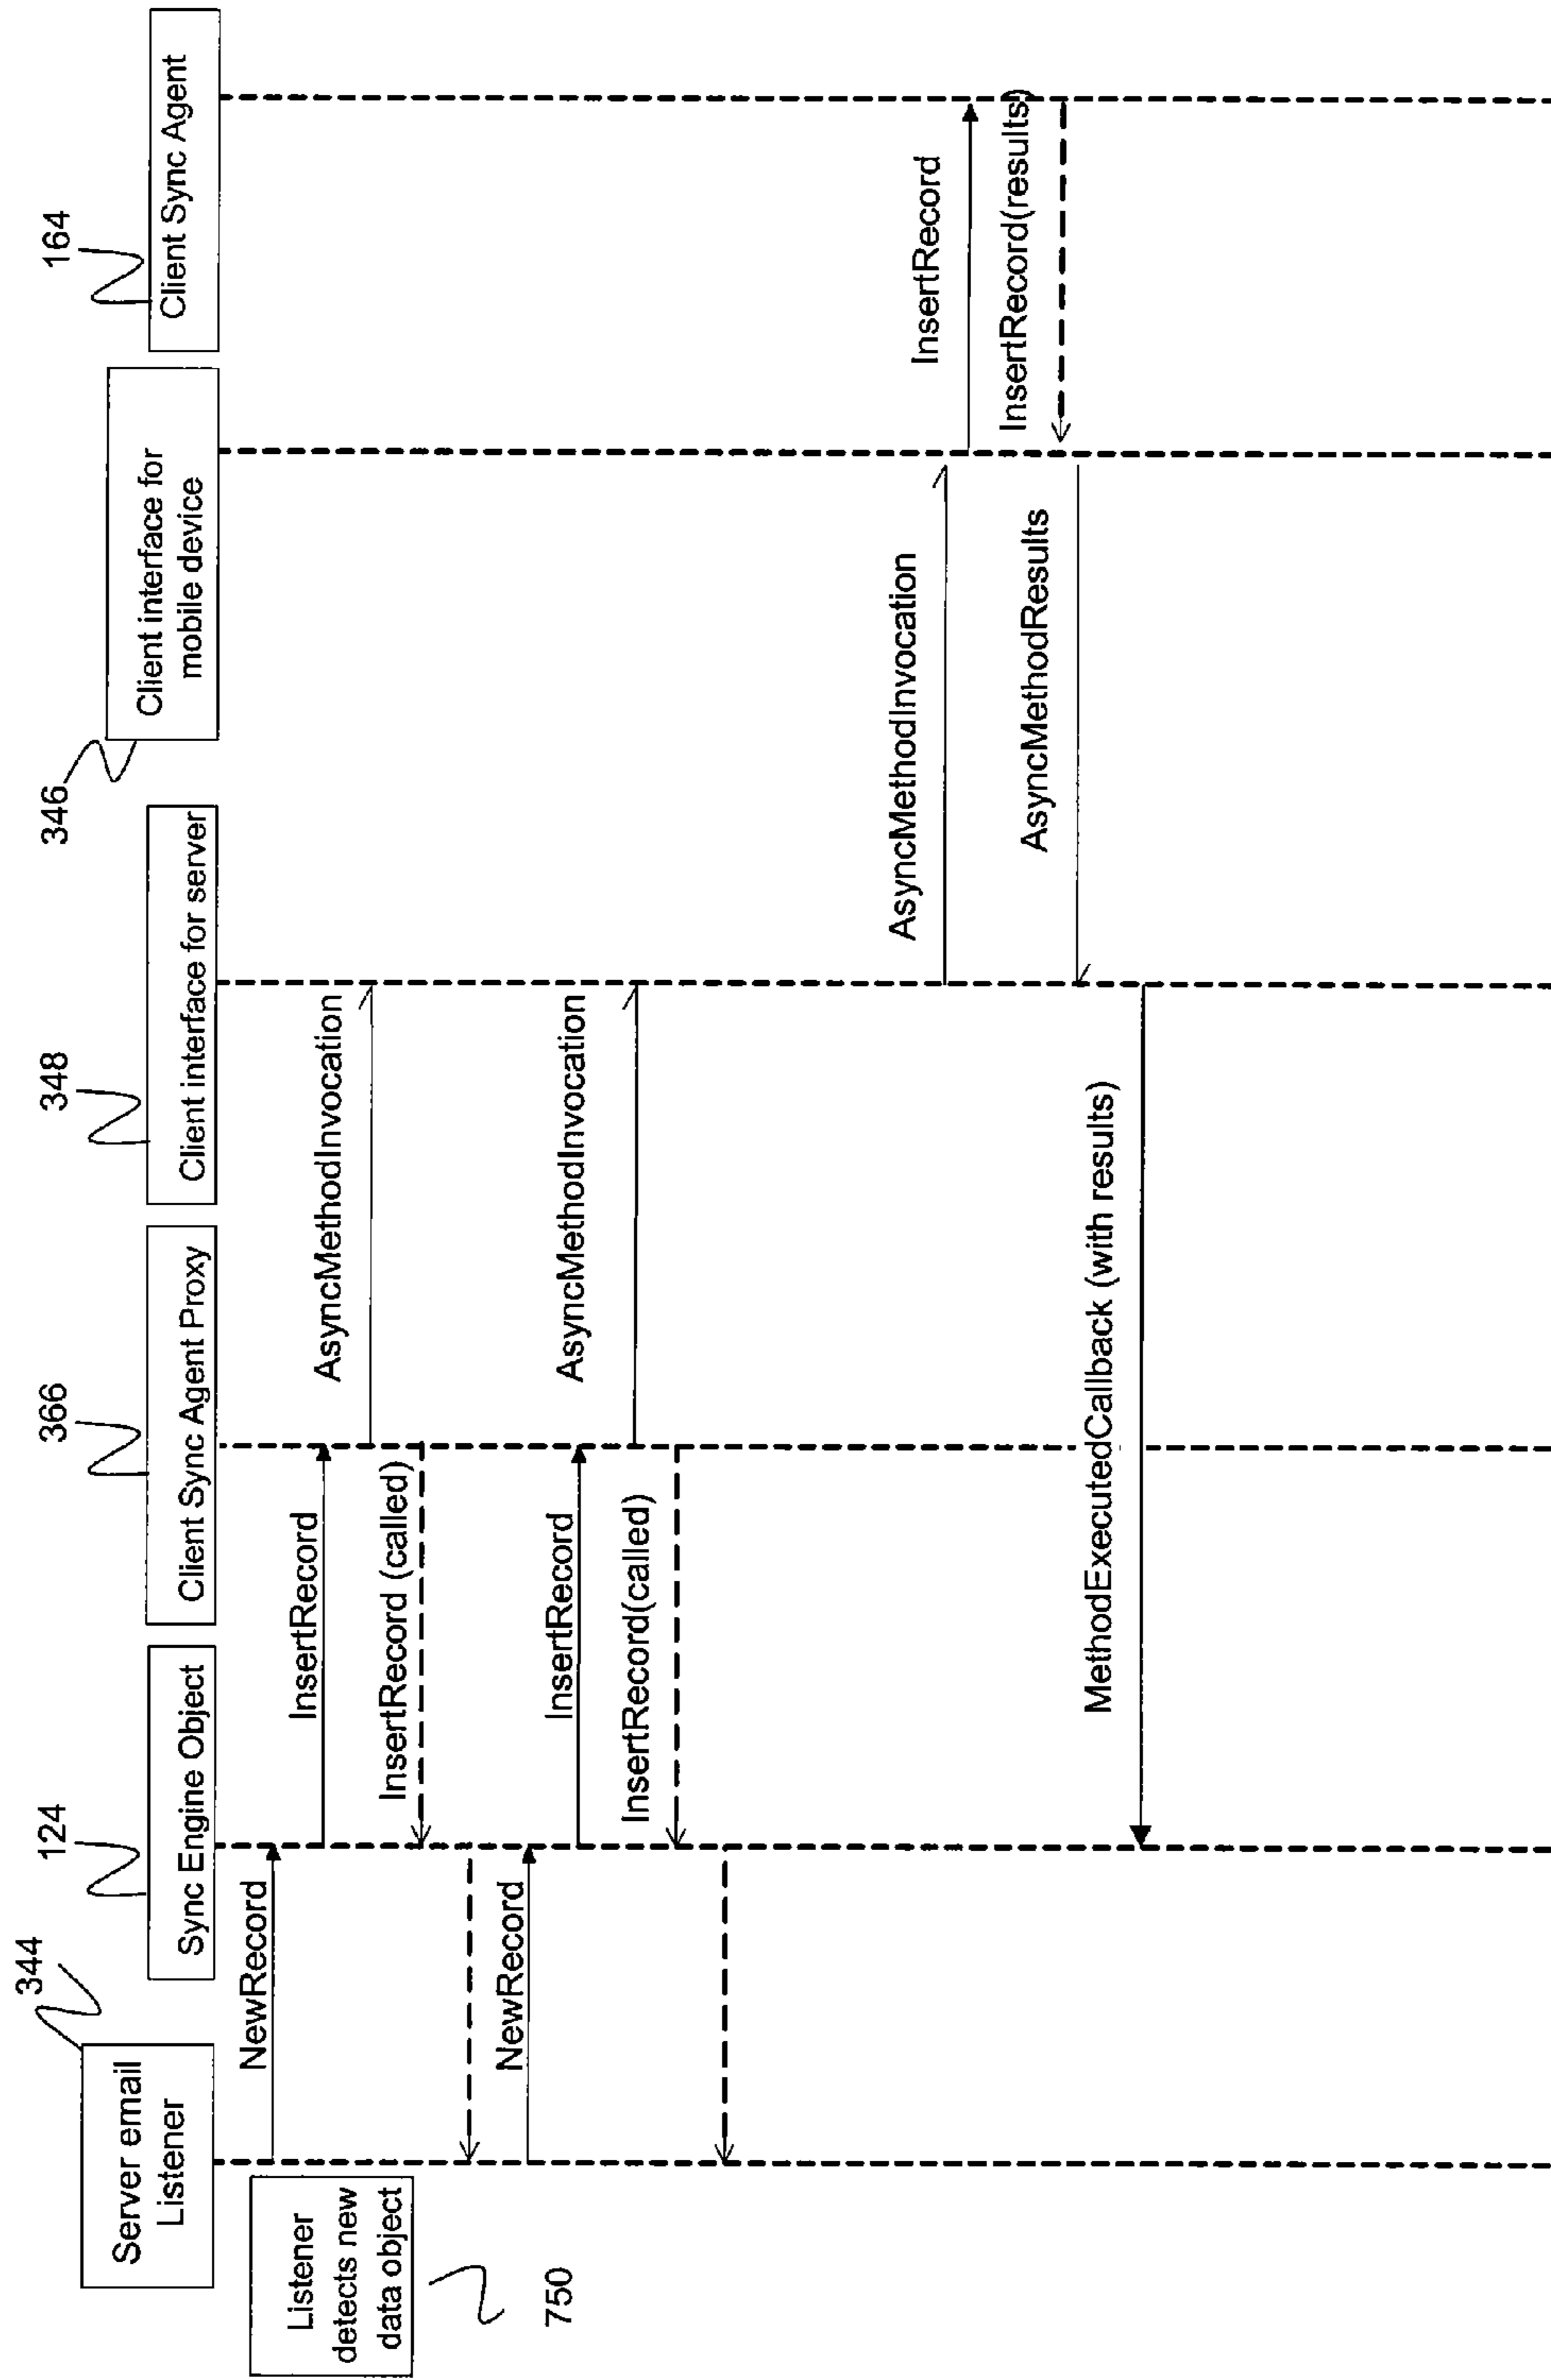 344
124
366
348
346
164
Server email
Listener
Sync Engine Object
Client Sync Agent Proxy
Client interface for server
Client interface for
mobile device
Client Sync Agent
Listener
detects new
data object
750
NewRecord
InsertRecord
AsyncMethodInvocation
InsertRecord (called)
NewRecord
InsertRecord
AsyncMethodInvocation
InsertRecord(called)
AsyncMethodInvocation
InsertRecord
InsertRecord(results)
AsyncMethodResults
MethodExecutedCallback (with results)